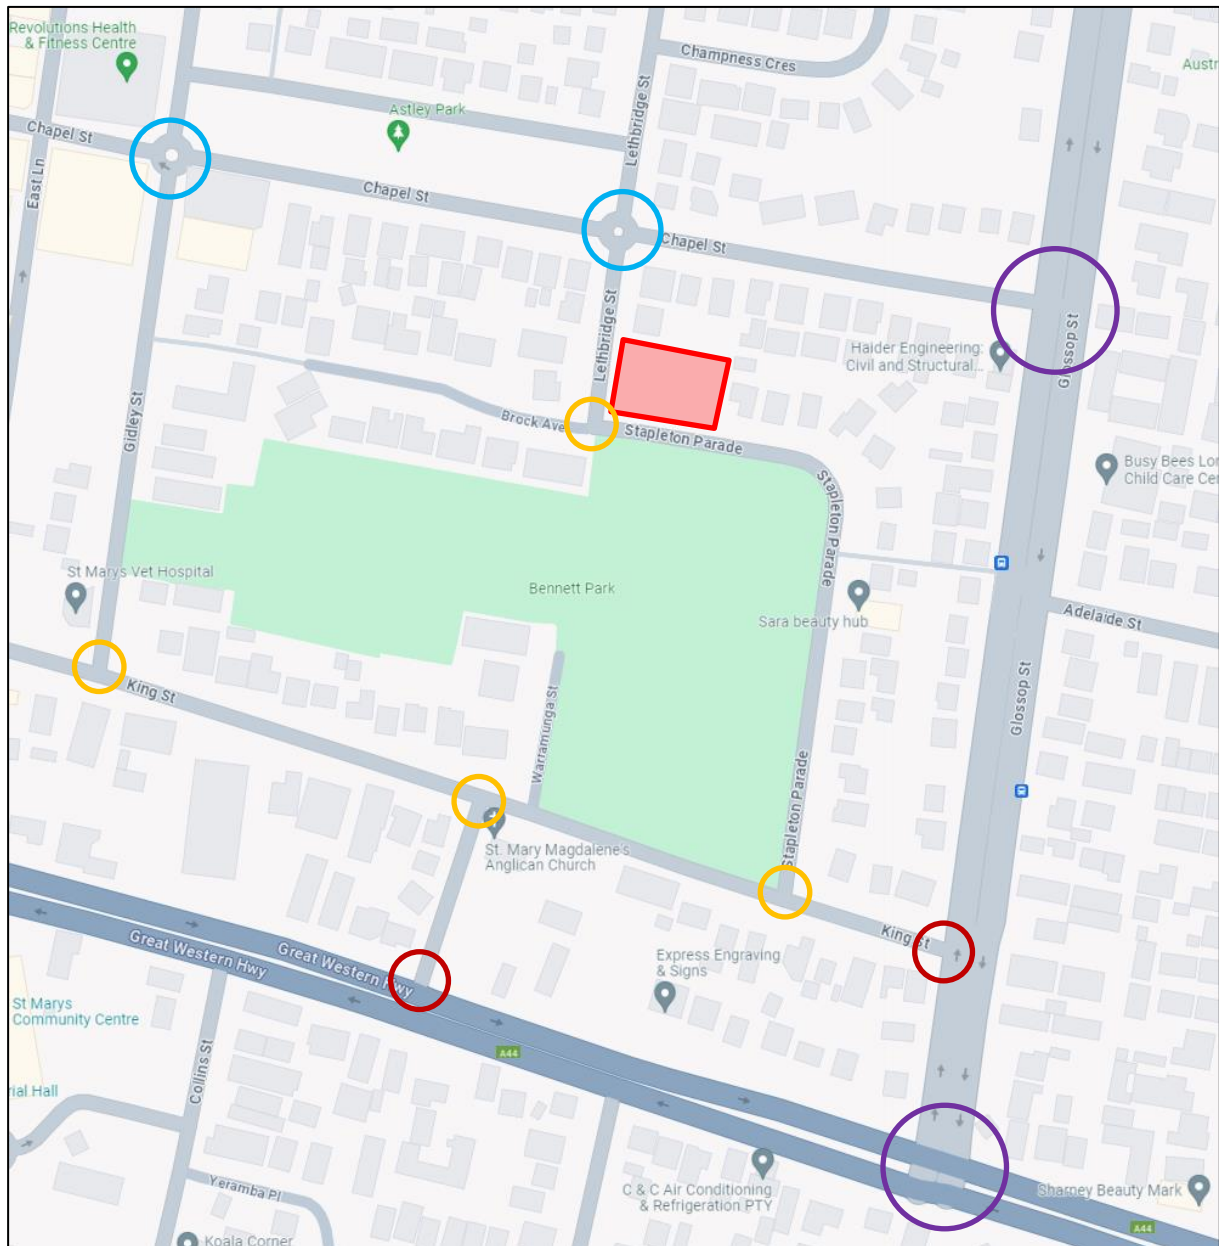 Revolutions Health
& Fitness Centre
Champness Cres
Austr
Astley Park
Lethbridge St
Chapel St
East Ln
Chapel St
Chapel St
Lethbridge St
Haider Engineering:
Civil and Structural...
Glossop St
Gidley St
Brock Ave
Stapleton Parade
Busy Bees Lor
Child Care Cer
Stapleton Parade
St Marys Vet Hospital
Bennett Park
Sara beauty hub
Adelaide St
King St
Warramunga St
Glossop St
Stapleton Parade
St. Mary Magdalene's
Anglican Church
King St
Great Western Hwy
Great Western Hwy
Express Engraving
& Signs
St Marys
Community Centre
A44
Collins St
rial Hall
Yeramba Pl
C & C Air Conditioning
& Refrigeration PTY
Sharney Beauty Mark
A44
Koala Corner